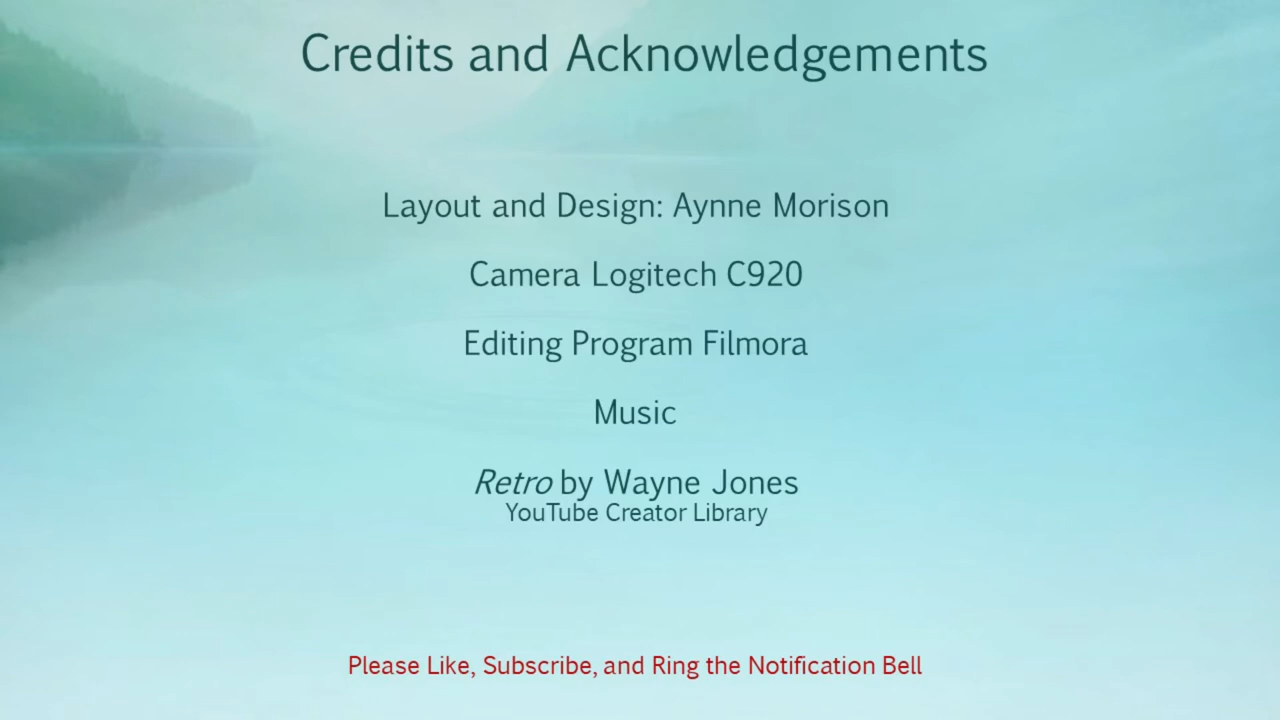 Credits and Acknowledgements
Layout and Design: Aynne Morison
Camera Logitech C920
Editing Program Filmora
Music
Retro by Wayne Jones
YouTube Creator Library
Please Like, Subscribe, and Ring the Notification Bell